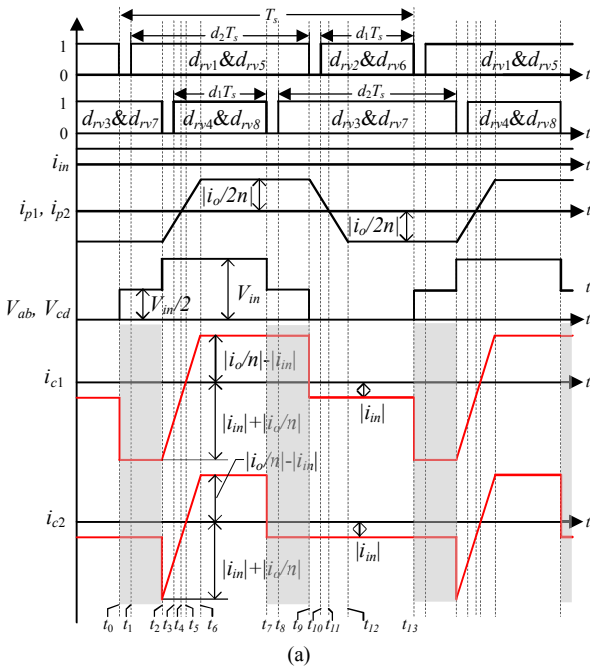 T_s
d_2T_s
d_1T_s
1
d_rv1&d_rv5
d_rv2&d_rv6
d_rv1&d_rv5
0
t
d_1T_s
d_2T_s
1
d_rv3&d_rv7
d_rv4&d_rv8
d_rv3&d_rv7
d_rv4&d_rv8
0
t
i_in
t
i_p1, i_p2
|i_o/2n|
|i_o/2n|
t
V_ab, V_cd
V_in/2
V_in
t
t
i_c1
|i_o/n|-|i_in|
|i_in|
t
|i_in|+|i_o/n|
|i_o/n|-|i_in|
i_c2
|i_in|
t
|i_in|+|i_o/n|
t_0 t_1 t_2 t_3 t_4 t_5 t_6 t_7 t_8 t_9 t_10 t_11 t_12 t_13
(a)